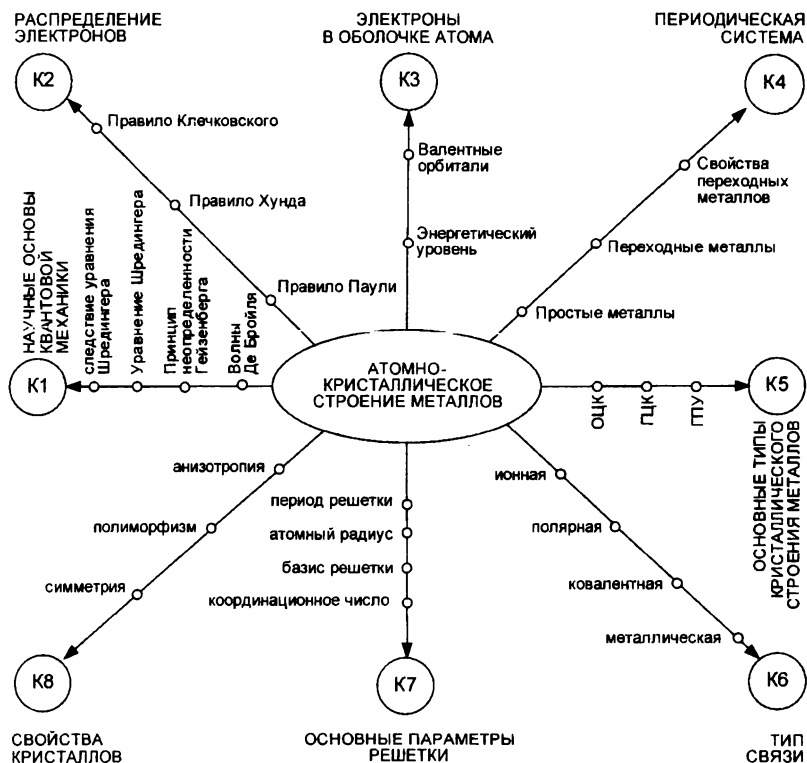 РАСПРЕДЕЛЕНИЕ
ЭЛЕКТРОНОВ
К2
Правило Клечковского
Правило Хунда
Правило Паули
ЭЛЕКТРОНЫ
В ОБОЛОЧКЕ АТОМА
К3
Валентные
орбитали
Энергетический
уровень
ПЕРИОДИЧЕСКАЯ
СИСТЕМА
К4
Свойства
переходных
металлов
Переходные металлы
Простые металлы
НАУЧНЫЕ ОСНОВЫ
КВАНТОВОЙ
МЕХАНИКИ
К1
следствие уравнения
Шредингера
Уравнение Шредингера
Принцип
неопределенности
Гейзенберга
Волны
Де Бройля
АТОМНО-
КРИСТАЛЛИЧЕСКОЕ
СТРОЕНИЕ МЕТАЛЛОВ
ОЦК
ГЦК
ГПУ
К5
ОСНОВНЫЕ ТИПЫ
КРИСТАЛЛИЧЕСКОГО
СТРОЕНИЯ МЕТАЛЛОВ
анизотропия
полиморфизм
симметрия
К8
СВОЙСТВА
КРИСТАЛЛОВ
период решетки
атомный радиус
базис решетки
координационное число
К7
ОСНОВНЫЕ ПАРАМЕТРЫ
РЕШЕТКИ
ионная
полярная
ковалентная
металлическая
К6
ТИП
СВЯЗИ